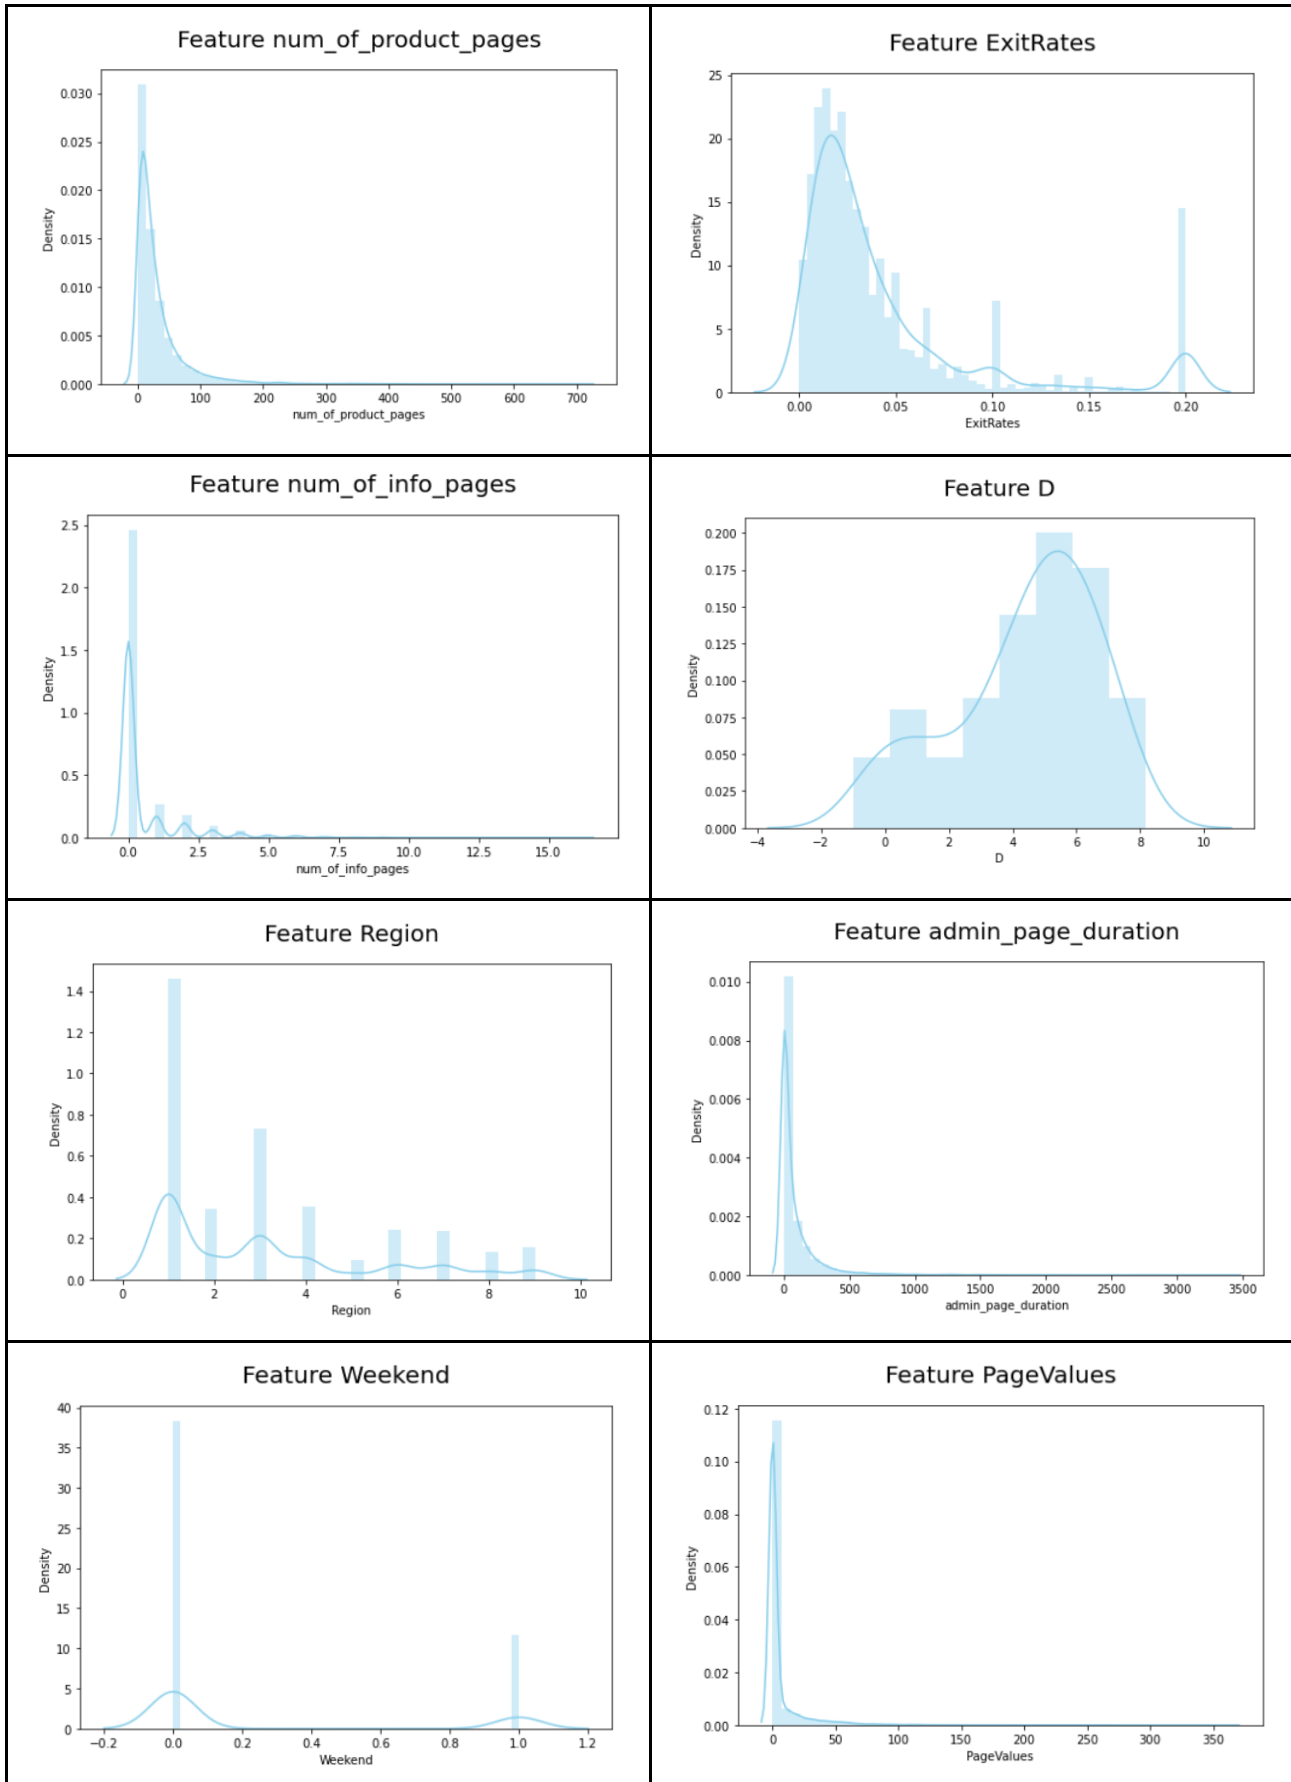 Feature num_of_product_pages
Density
0.030
0.025
0.020
0.015
0.010
0.005
0.000
0 100 200 300 400 500 600 700
num_of_product_pages
Feature ExitRates
Density
25
20
15
10
5
0
0.00 0.05 0.10 0.15 0.20
ExitRates
Feature num_of_info_pages
Density
2.5
2.0
1.5
1.0
0.5
0.0
0.0 2.5 5.0 7.5 10.0 12.5 15.0
num_of_info_pages
Feature D
Density
0.200
0.175
0.150
0.125
0.100
0.075
0.050
0.025
0.000
−4 −2 0 2 4 6 8 10
D
Feature Region
Density
1.4
1.2
1.0
0.8
0.6
0.4
0.2
0.0
0 2 4 6 8 10
Region
Feature admin_page_duration
Density
0.010
0.008
0.006
0.004
0.002
0.000
0 500 1000 1500 2000 2500 3000 3500
admin_page_duration
Feature Weekend
Density
40
35
30
25
20
15
10
5
0
−0.2 0.0 0.2 0.4 0.6 0.8 1.0 1.2
Weekend
Feature PageValues
Density
0.12
0.10
0.08
0.06
0.04
0.02
0.00
0 50 100 150 200 250 300 350
PageValues